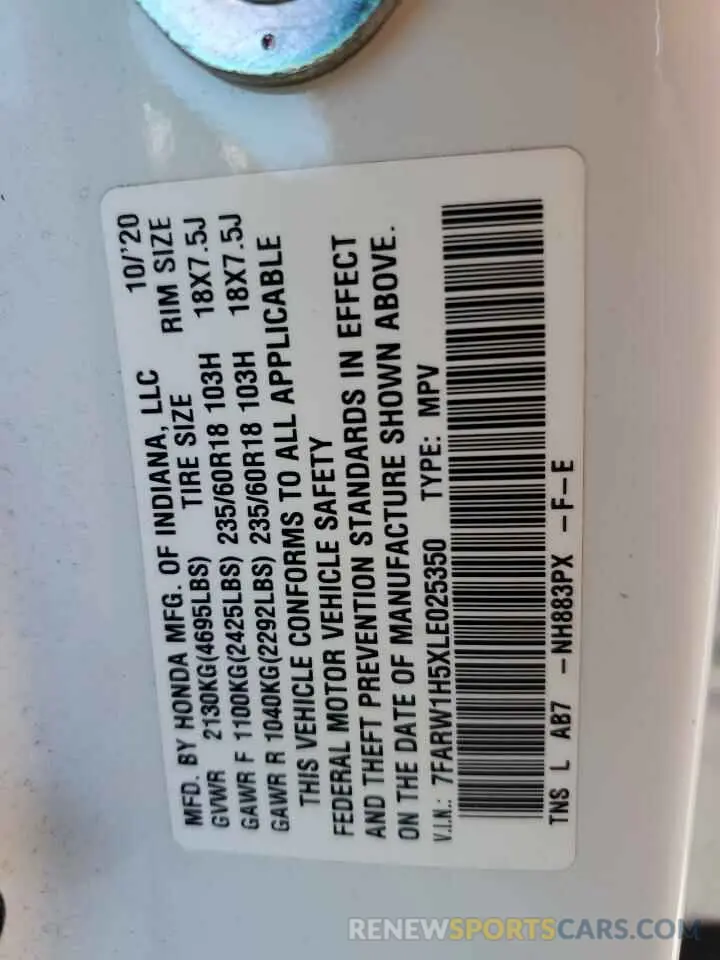 MFD. BY HONDA MFG. OF INDIANA, LLC 10/'20
GVWR 2130KG(4695LBS) TIRE SIZE RIM SIZE
GAWR F 1100KG(2425LBS) 235/60R18 103H 18X7.5J
GAWR R 1040KG(2292LBS) 235/60R18 103H 18X7.5J
THIS VEHICLE CONFORMS TO ALL APPLICABLE
FEDERAL MOTOR VEHICLE SAFETY
AND THEFT PREVENTION STANDARDS IN EFFECT
ON THE DATE OF MANUFACTURE SHOWN ABOVE.
V.I.N.: 7FARW1H5XLE025350 TYPE: MPV
TNS L AB7 -NH883PX -F-E
RENEWSPORTSCARS.COM